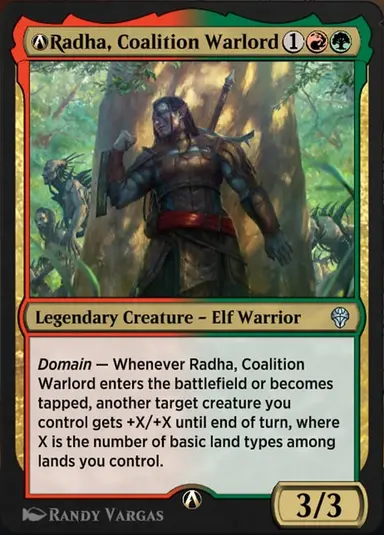 Radha, Coalition Warlord 1
Legendary Creature – Elf Warrior
Domain — Whenever Radha, Coalition
Warlord enters the battlefield or becomes
tapped, another target creature you
control gets +X/+X until end of turn, where
X is the number of basic land types among
lands you control.
3/3
Randy Vargas